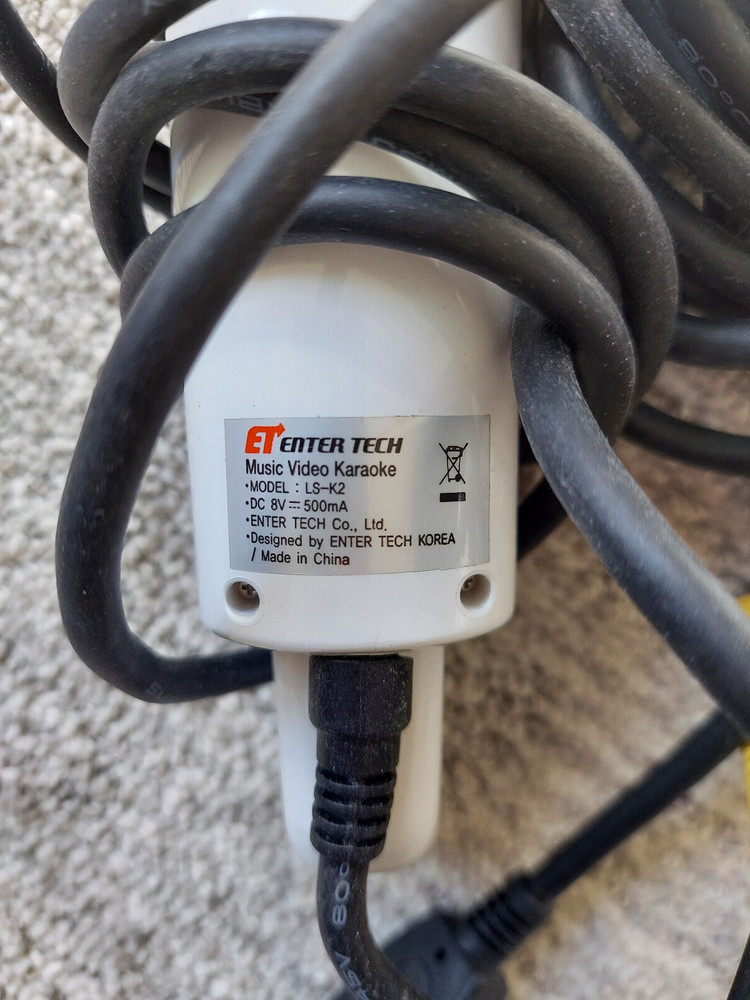 ET ENTER TECH
Music Video Karaoke
•MODEL : LS-K2
•DC 8V⎓500mA
•ENTER TECH Co., Ltd.
•Designed by ENTER TECH KOREA
/ Made in China
80°